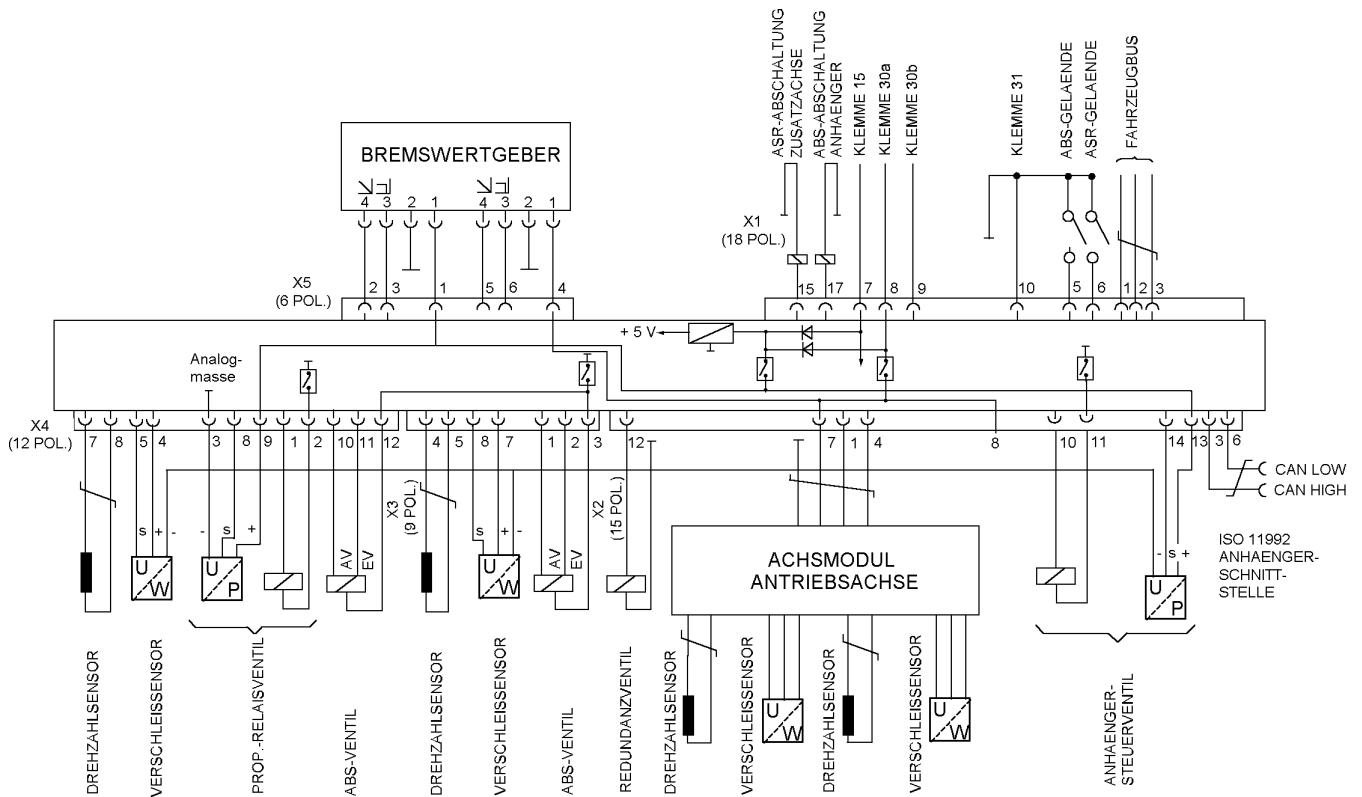 ASR-ABSCHALTUNG
ZUSATZACHSE
ABS-ABSCHALTUNG
ANHAENGER
KLEMME 15
KLEMME 30a
KLEMME 30b
KLEMME 31
ABS-GELAENDE
ASR-GELAENDE
FAHRZEUGBUS
BREMSWERTGEBER
4 3 2 1 4 3 2 1
X1
(18 POL.)
X5
(6 POL.)
2 3 1 5 6 4
15 17 7 8 9 10 5 6 1 2 3
+ 5 V
Analog-
masse
X4
(12 POL.)
7 8 5 4 3 8 9 1 2 10 11 12
4 5 8 7 1 2 3
12 7 1 4 8 10 11 14 13 3 6
X3
(9 POL.)
X2
(15 POL.)
CAN LOW
CAN HIGH
s + -
- s +
AV
EV
s + -
AV
EV
- s +
U
W
U
P
U
W
U
P
ACHSMODUL
ANTRIEBSACHSE
ISO 11992
ANHAENGER-
SCHNITT-
STELLE
U
W
U
W
DREHZAHLSENSOR
VERSCHLEISSENSOR
PROP.-RELAISVENTIL
ABS-VENTIL
DREHZAHLSENSOR
VERSCHLEISSENSOR
ABS-VENTIL
REDUNDANZVENTIL
DREHZAHLSENSOR
VERSCHLEISSENSOR
DREHZAHLSENSOR
VERSCHLEISSENSOR
ANHAENGER-
STEUERVENTIL